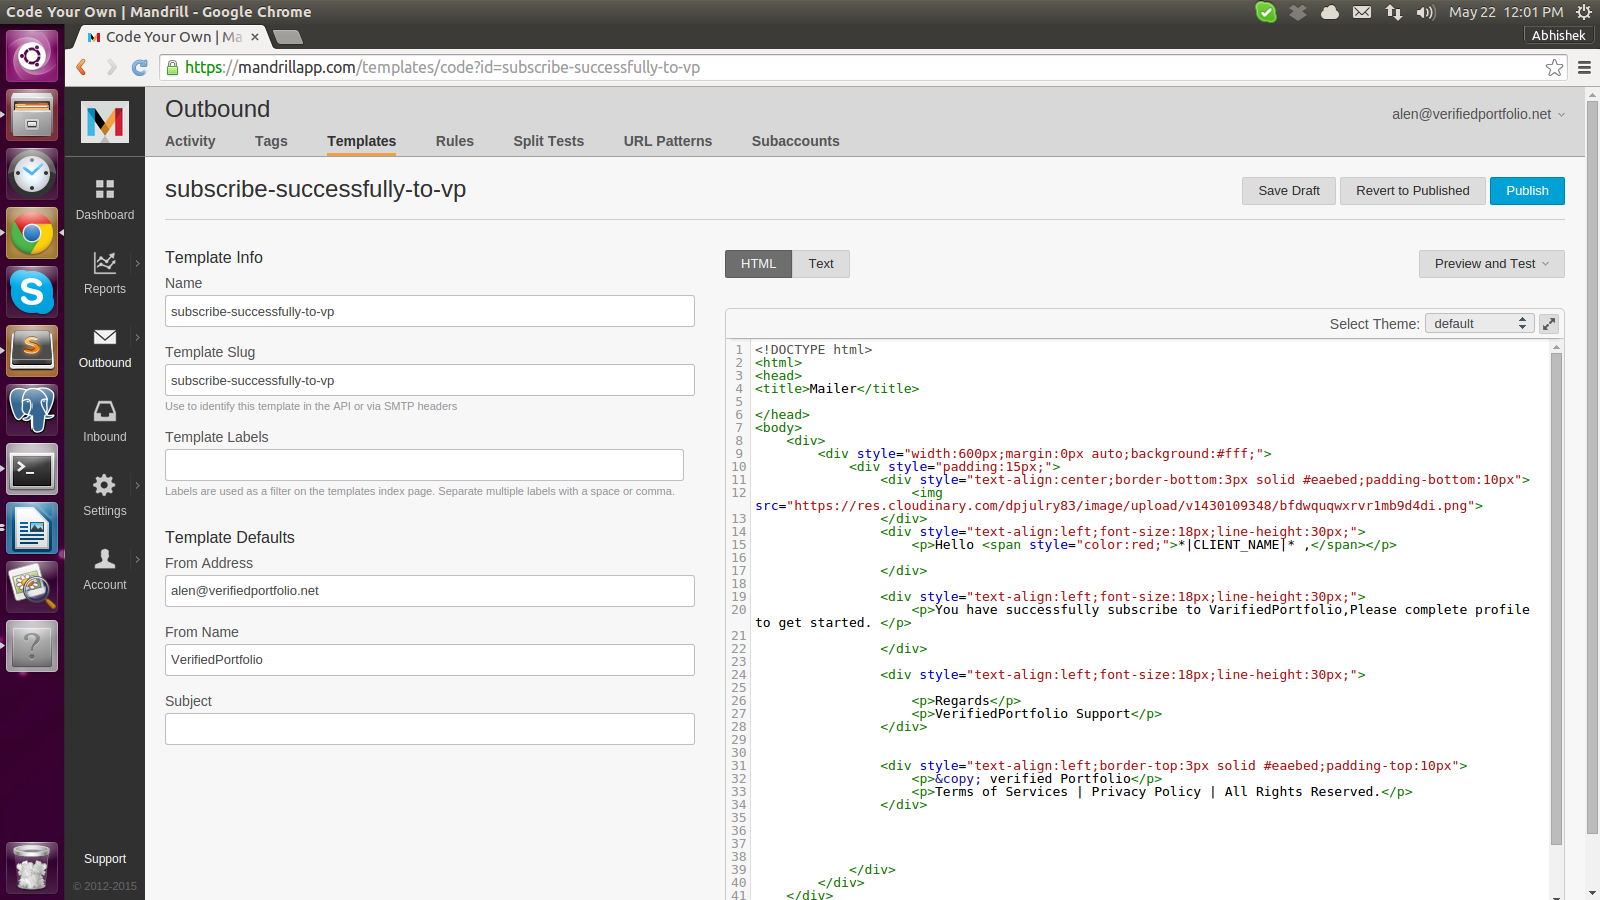 Code Your Own | Mandrill - Google Chrome
May 22 12:01 PM
Code Your Own | Ma
Abhishek
https://mandrillapp.com/templates/code?id=subscribe-successfully-to-vp
Outbound
alen@verifiedportfolio.net
Activity Tags Templates Rules Split Tests URL Patterns Subaccounts
subscribe-successfully-to-vp
Save Draft Revert to Published Publish
Dashboard
Reports
Outbound
Inbound
Settings
Account
Support
© 2012-2015
Template Info
Name
subscribe-successfully-to-vp
Template Slug
subscribe-successfully-to-vp
Use to identify this template in the API or via SMTP headers
Template Labels
Labels are used as a filter on the templates index page. Separate multiple labels with a space or comma.
Template Defaults
From Address
alen@verifiedportfolio.net
From Name
VerifiedPortfolio
Subject
HTML Text
Preview and Test
Select Theme: default
1 <!DOCTYPE html>
2 <html>
3 <head>
4 <title>Mailer</title>
5
6 </head>
7 <body>
8 <div>
9 <div style="width:600px;margin:0px auto;background:#fff;">
10 <div style="padding:15px;">
11 <div style="text-align:center;border-bottom:3px solid #eaebed;padding-bottom:10px">
12 <img
src="https://res.cloudinary.com/dpjulry83/image/upload/v1430109348/bfdwquqwxrvr1mb9d4di.png">
13 </div>
14 <div style="text-align:left;font-size:18px;line-height:30px;">
15 <p>Hello <span style="color:red;">*|CLIENT_NAME|* ,</span></p>
16
17 </div>
18
19 <div style="text-align:left;font-size:18px;line-height:30px;">
20 <p>You have successfully subscribe to VarifiedPortfolio,Please complete profile
to get started. </p>
21
22 </div>
23
24 <div style="text-align:left;font-size:18px;line-height:30px;">
25
26 <p>Regards</p>
27 <p>VerifiedPortfolio Support</p>
28 </div>
29
30
31 <div style="text-align:left;border-top:3px solid #eaebed;padding-top:10px">
32 <p>&copy; verified Portfolio</p>
33 <p>Terms of Services | Privacy Policy | All Rights Reserved.</p>
34 </div>
35
36
37
38
39 </div>
40 </div>
41 </div>